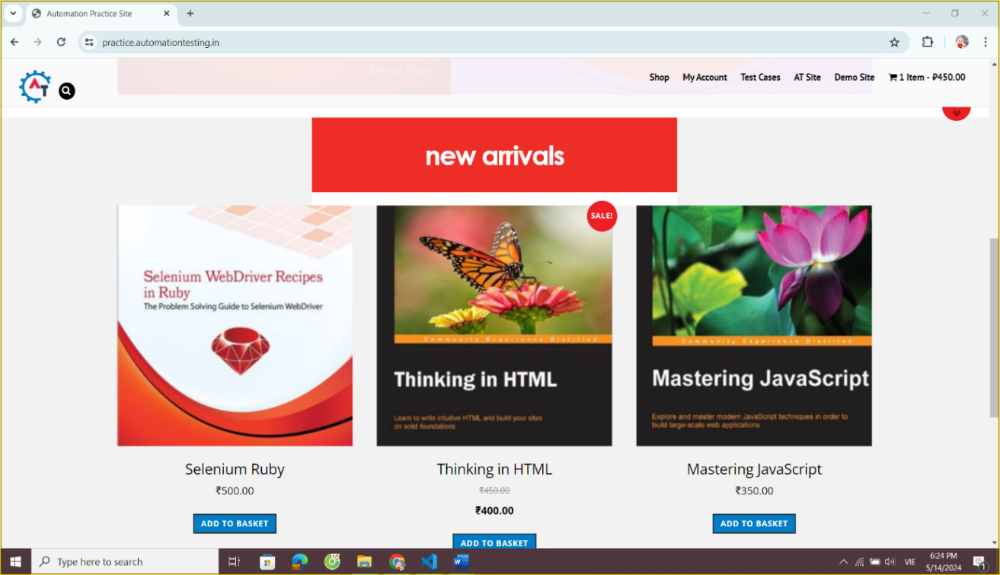 Automation Practice Site
practice.automationtesting.in
Zhimin Zhan
AT
Shop My Account Test Cases AT Site Demo Site 1 Item - ₽450.00
new arrivals
SALE!
Selenium WebDriver Recipes
in Ruby
The Problem Solving Guide to Selenium WebDriver
Community Experience Distilled
Thinking in HTML
Learn to write intuitive HTML and build your sites
on solid foundations
Community Experience Distilled
Mastering JavaScript
Explore and master modern JavaScript techniques in order to
build large-scale web applications
Selenium Ruby
₹500.00
ADD TO BASKET
Thinking in HTML
₹450.00
₹400.00
ADD TO BASKET
Mastering JavaScript
₹350.00
ADD TO BASKET
Type here to search
VIE
6:24 PM
5/14/2024
1